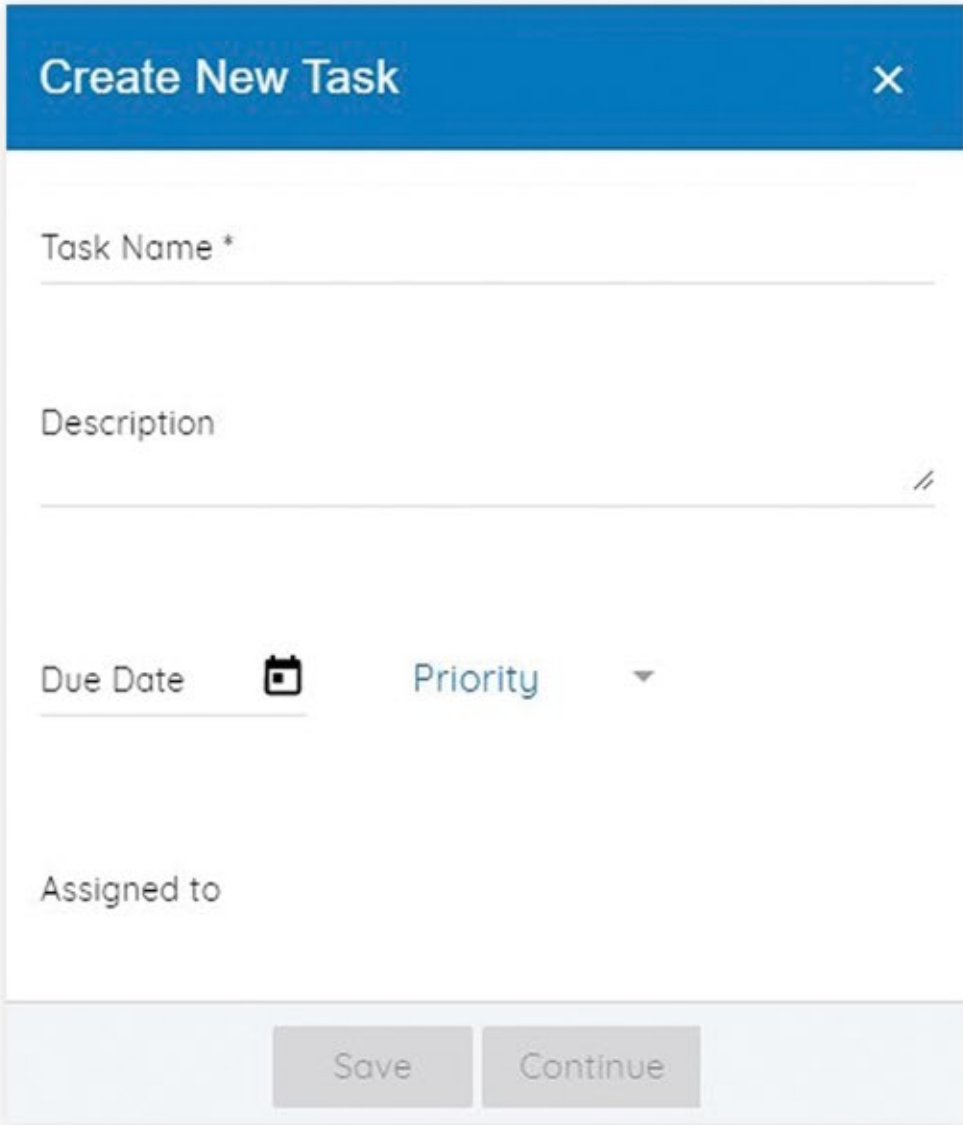 Create New Task
Task Name *
Description
Due Date Priority
Assigned to
Save Continue